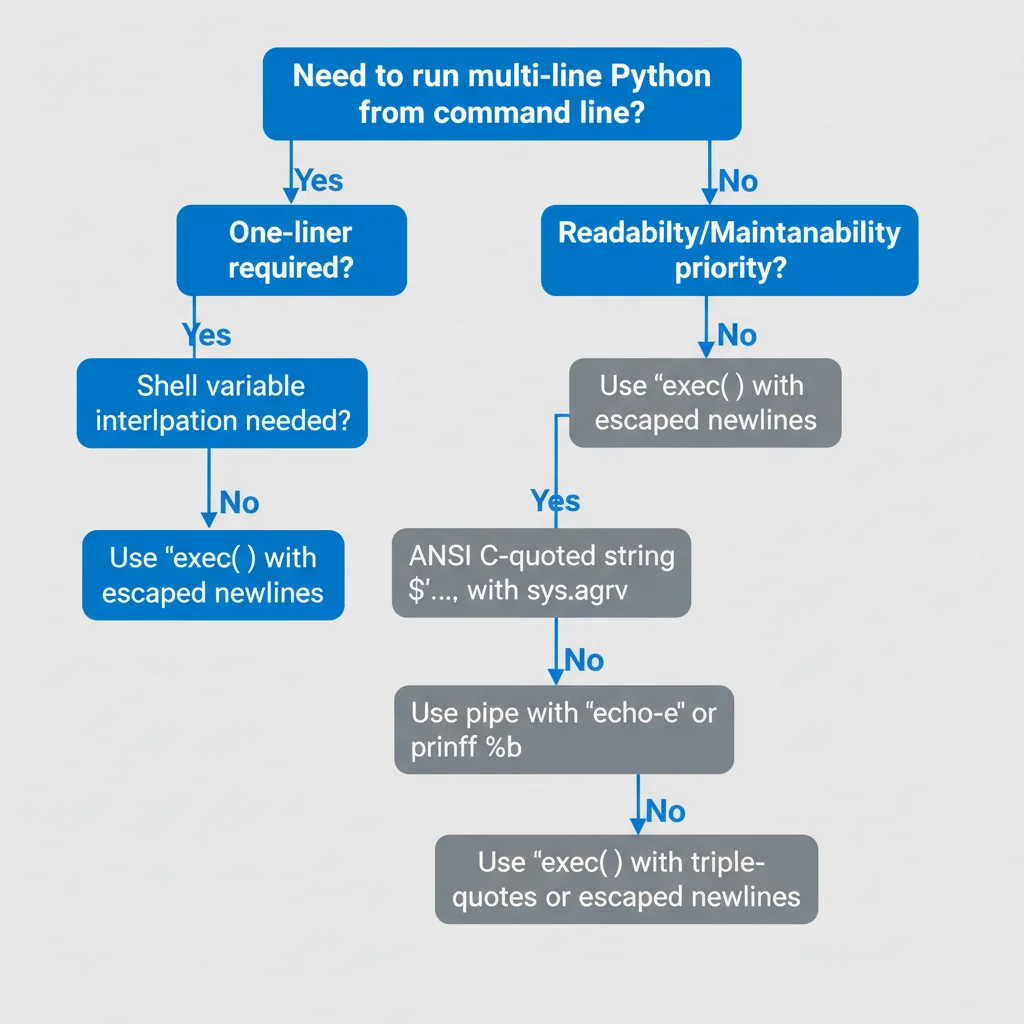 Need to run multi-line Python
from command line?
Yes
No
One-liner
required?
Readabilty/Maintanability
priority?
Yes
No
Shell variable
interlpation needed?
Use “exec( ) with
escaped newlines
No
Yes
Use “exec( ) with
escaped newlines
ANSI C-quoted string
$'..., with sys.agrv
No
Use pipe with “echo-e" or
prinff %b
No
Use “exec( ) with triple-
quotes or escaped newlines